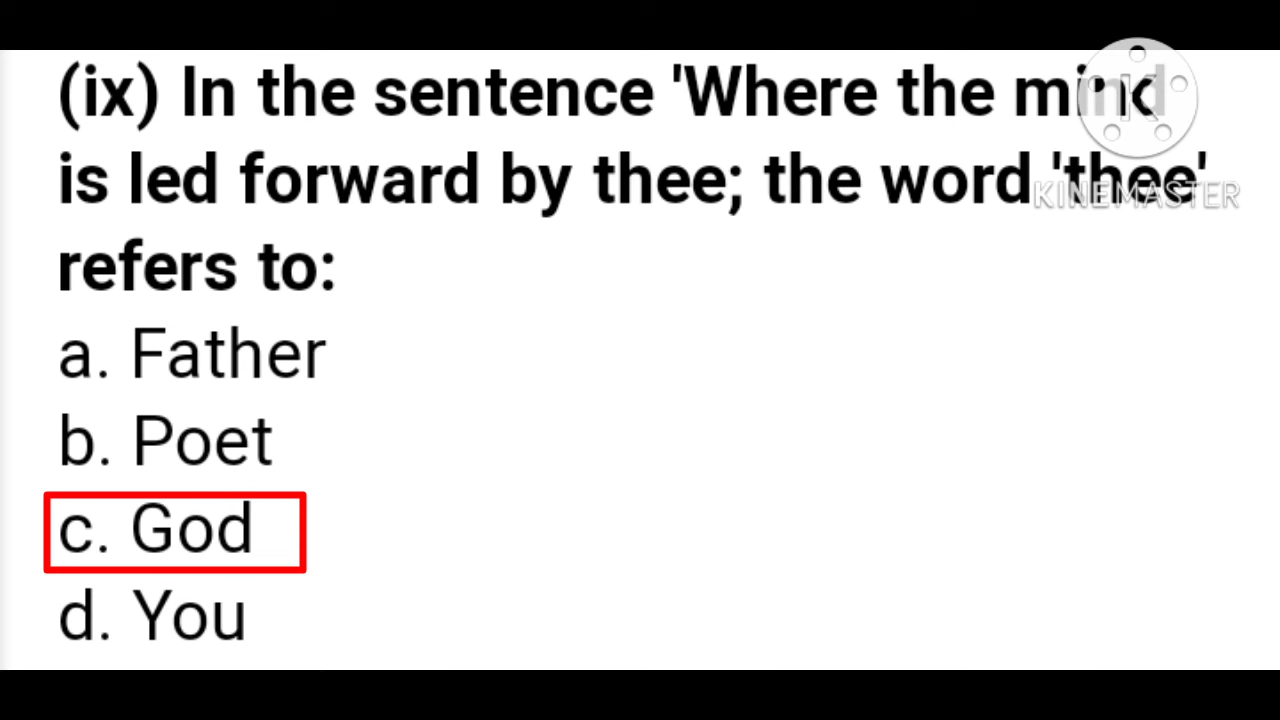 (ix) In the sentence 'Where the mind
is led forward by thee; the word 'thee'
KINEMASTER
refers to:
a. Father
b. Poet
c. God
d. You